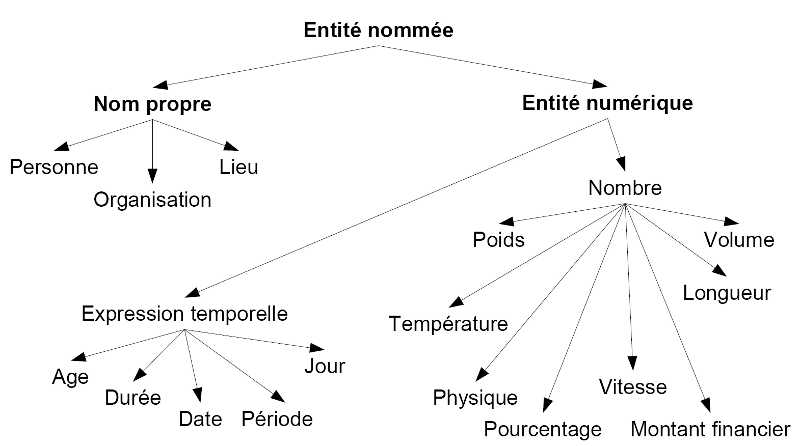 Entité nommée
Nom propre
Entité numérique
Personne
Lieu
Organisation
Nombre
Poids
Volume
Longueur
Expression temporelle
Température
Age
Jour
Durée
Date
Période
Physique
Vitesse
Pourcentage
Montant financier